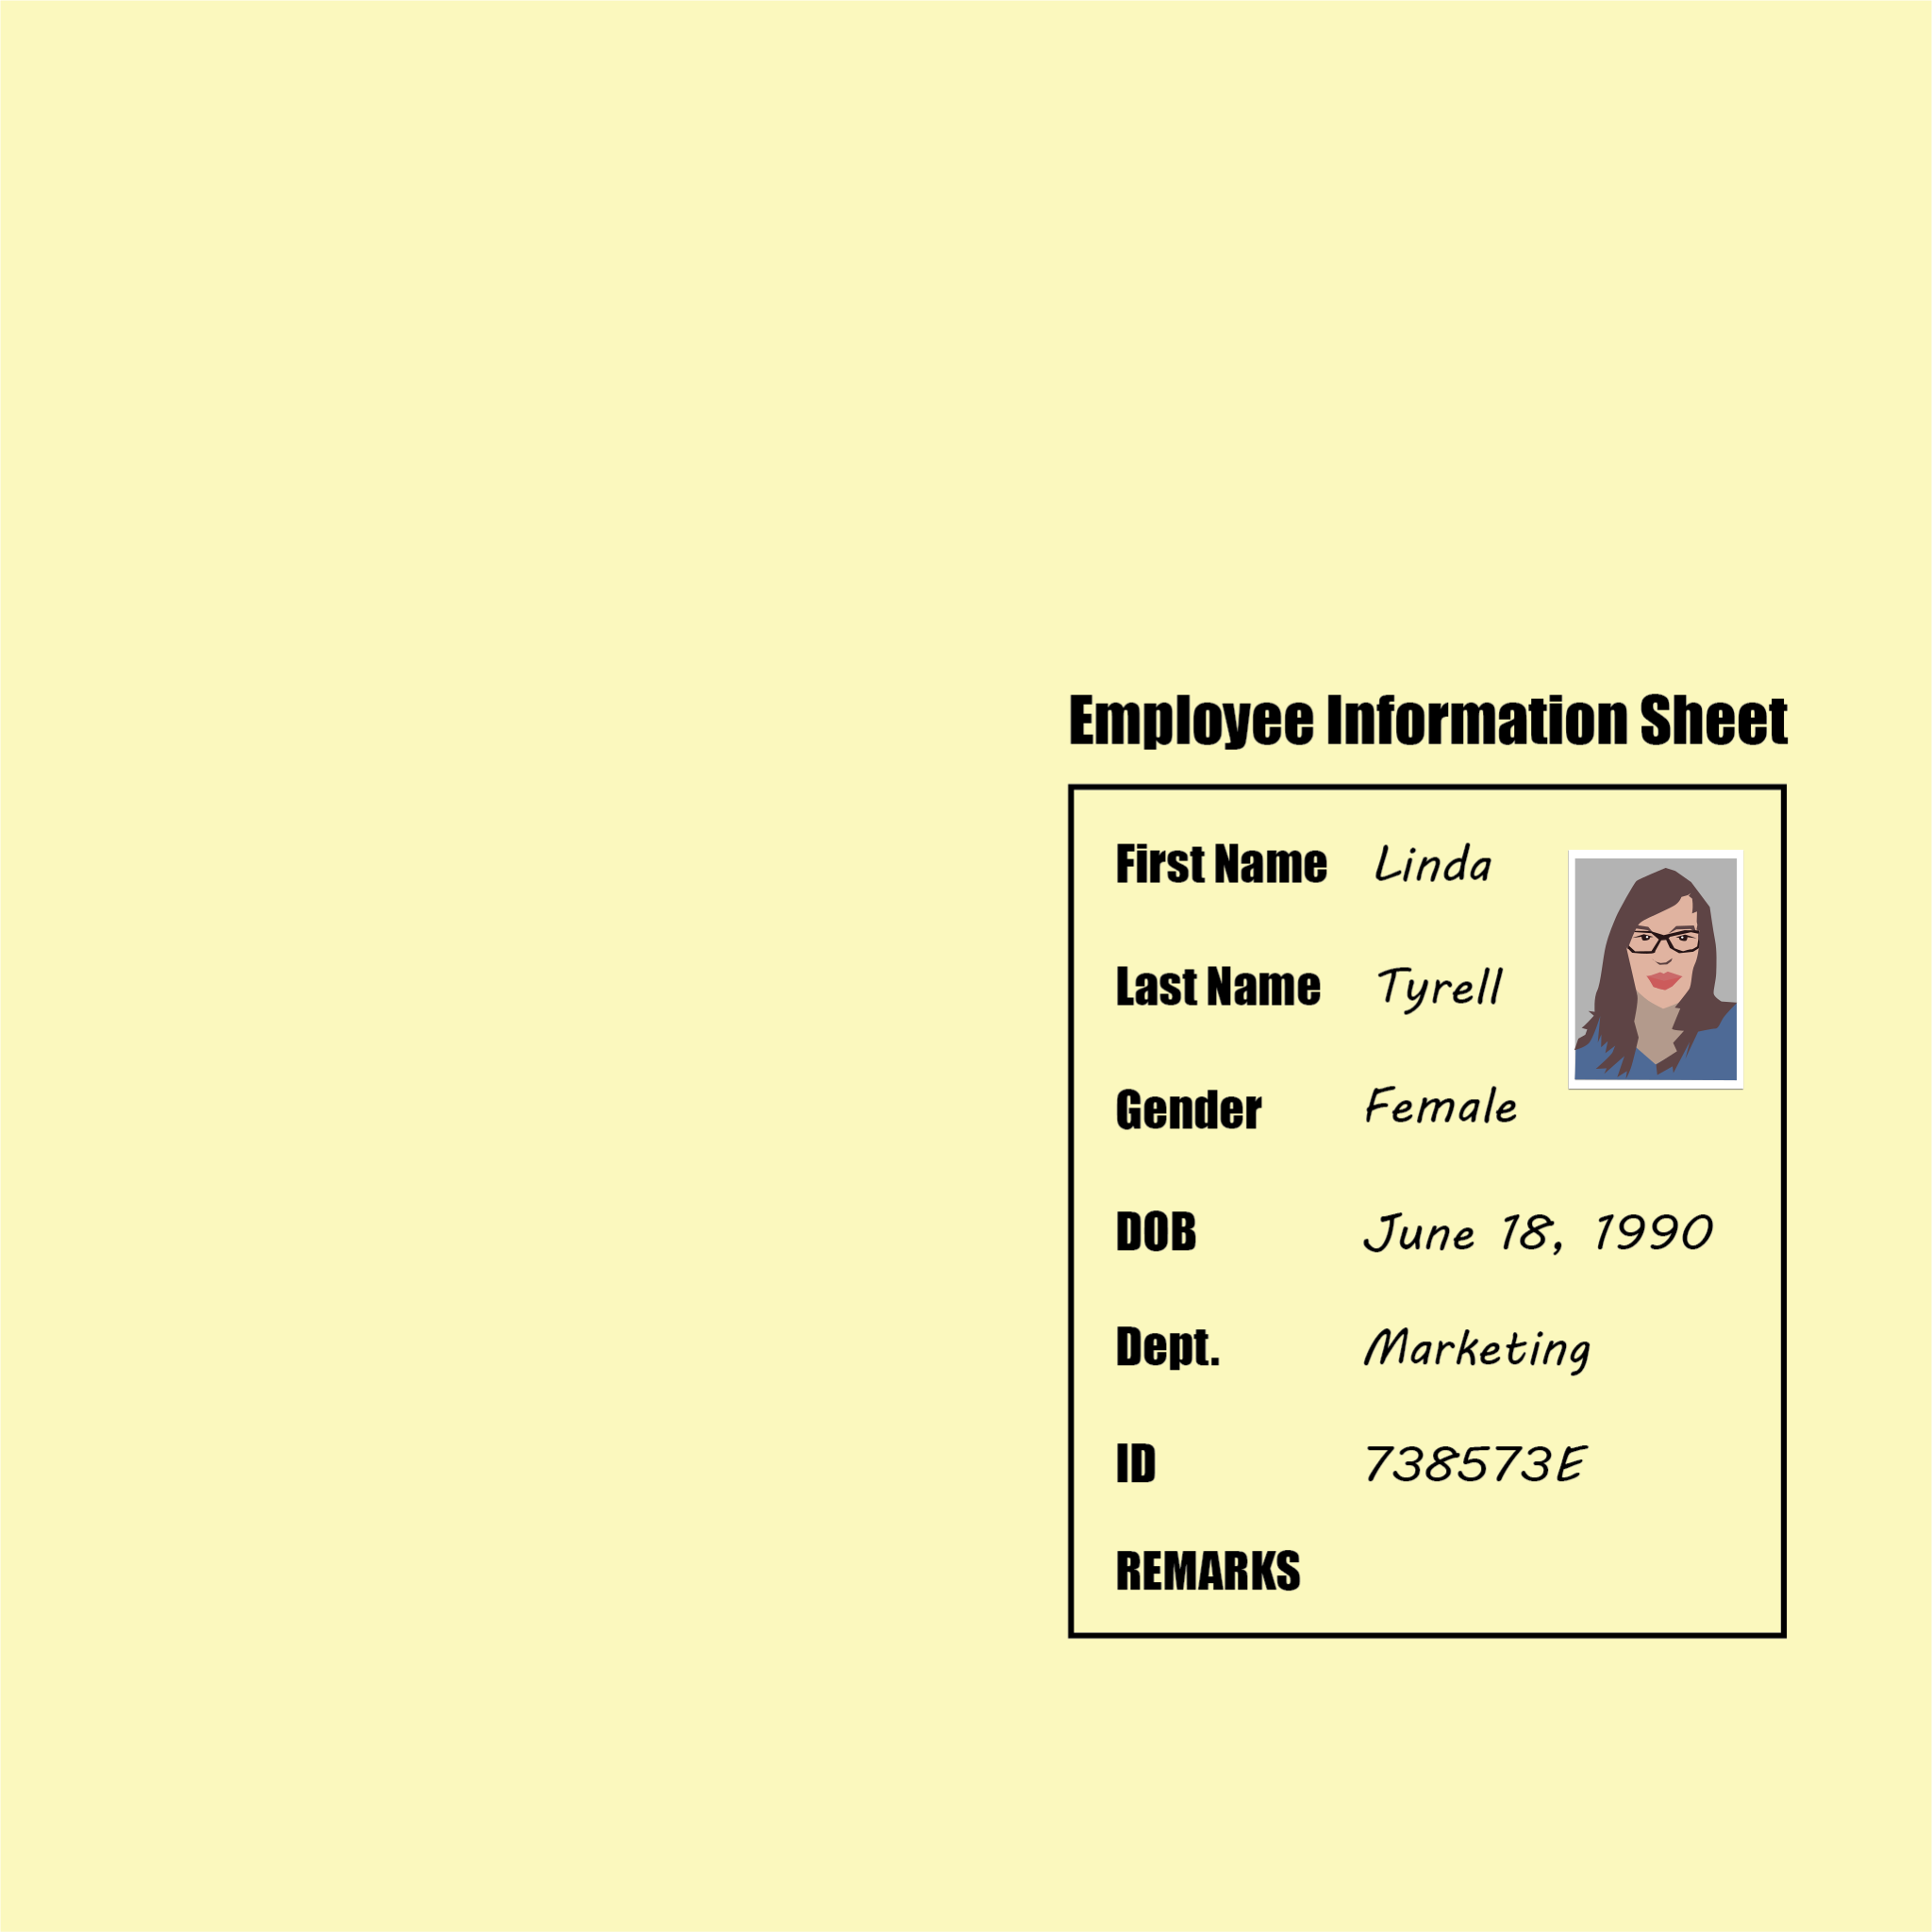 Employee Information Sheet
First Name Linda
Last Name Tyrell
Gender Female
DOB June 18, 1990
Dept. Marketing
ID 738573E
REMARKS